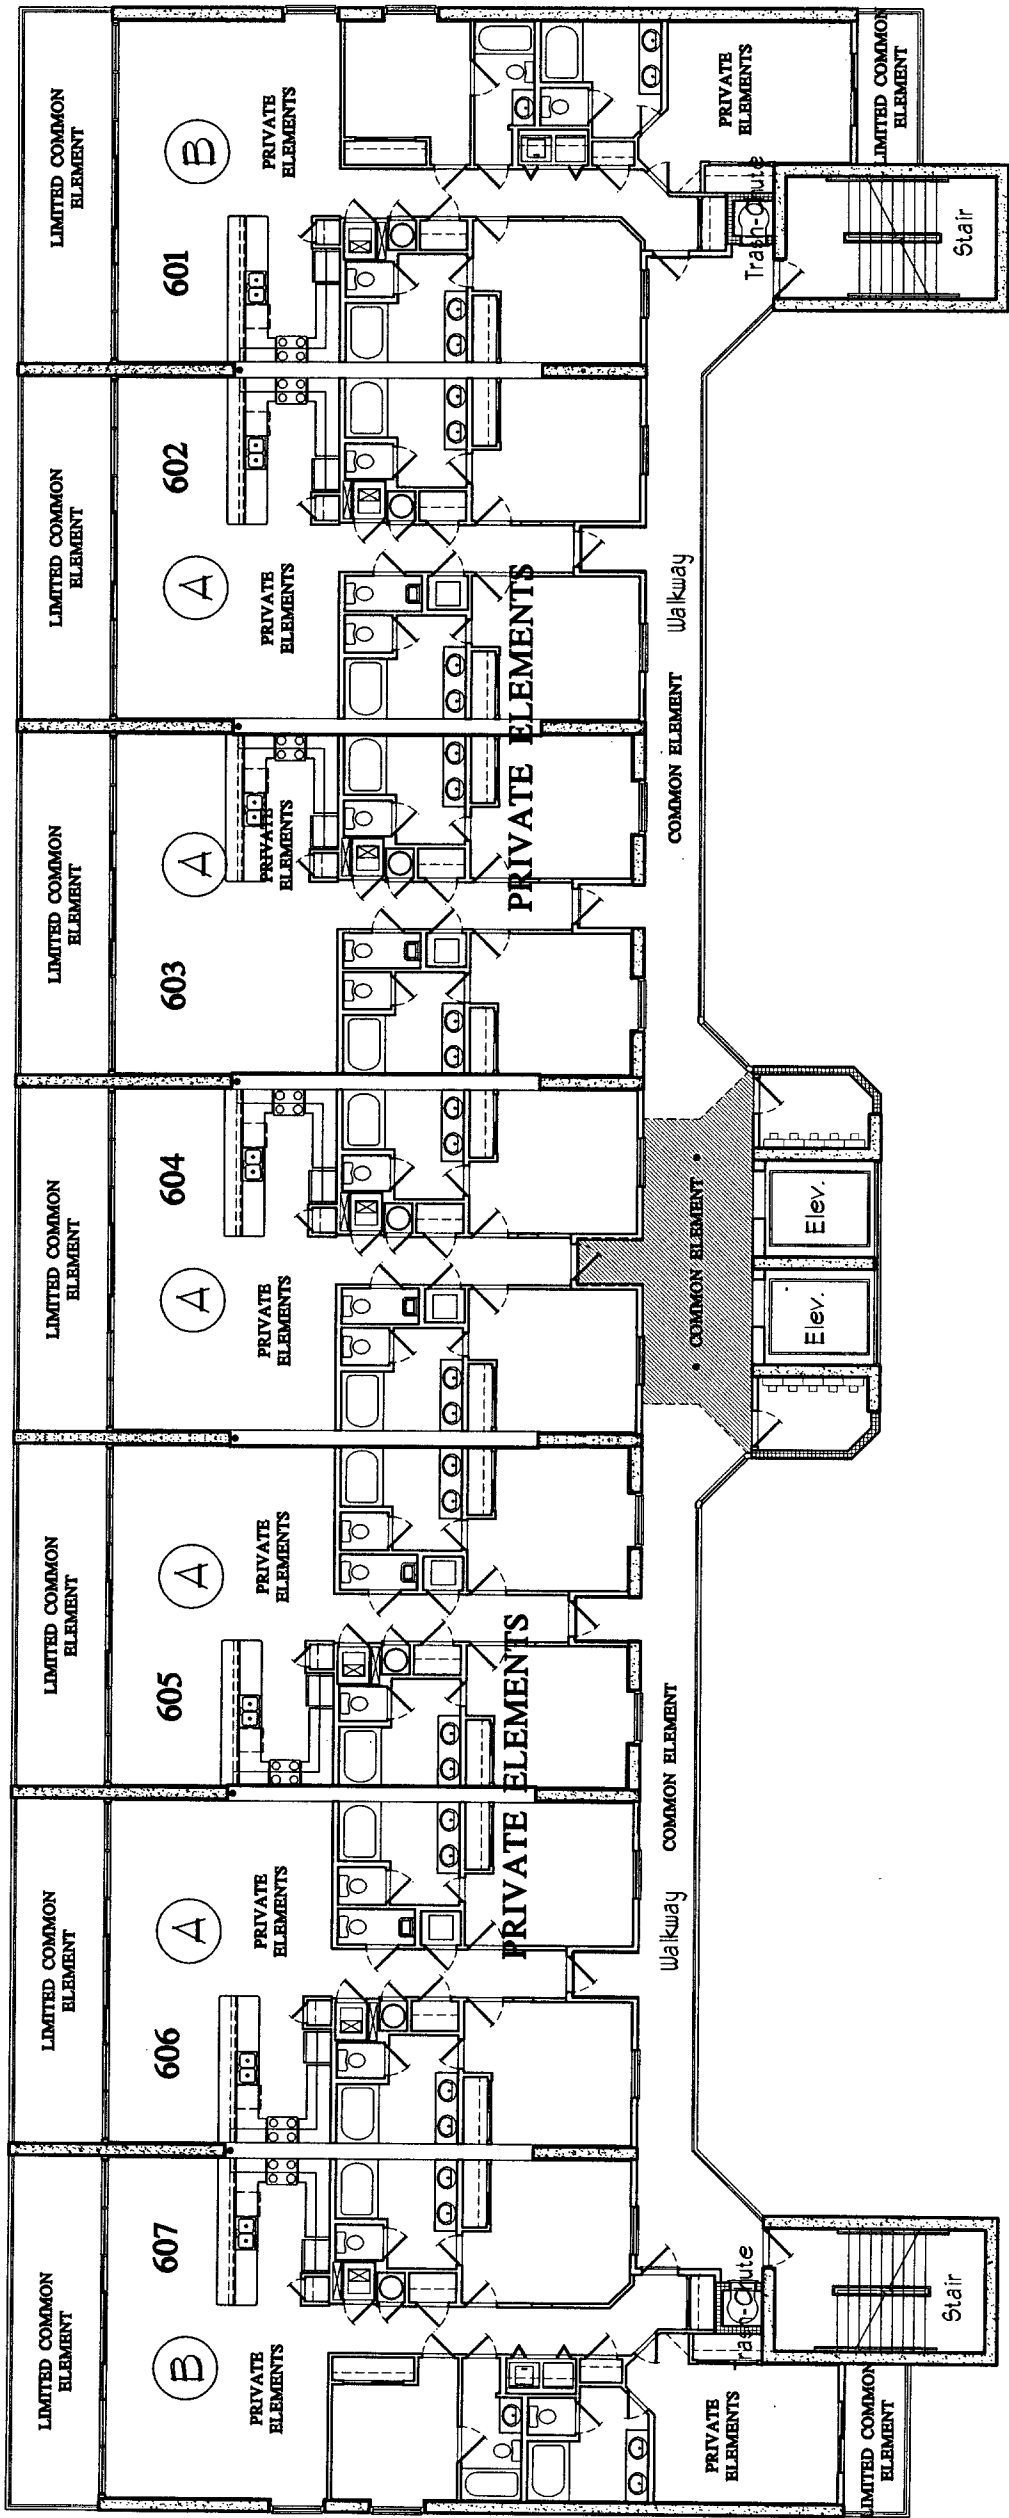 LIMITED COMMON
ELEMENT
B
PRIVATE
ELEMENTS
601
PRIVATE
ELEMENTS
LIMITED COMMON
ELEMENT
Trash-Chute
Stair
LIMITED COMMON
ELEMENT
602
A
PRIVATE
ELEMENTS
PRIVATE ELEMENTS
Walkway
COMMON ELEMENT
LIMITED COMMON
ELEMENT
A
PRIVATE
ELEMENTS
603
LIMITED COMMON
ELEMENT
604
A
PRIVATE
ELEMENTS
COMMON ELEMENT
Elev.
Elev.
LIMITED COMMON
ELEMENT
A
PRIVATE
ELEMENTS
605
PRIVATE ELEMENTS
COMMON ELEMENT
Walkway
LIMITED COMMON
ELEMENT
A
PRIVATE
ELEMENTS
606
LIMITED COMMON
ELEMENT
607
B
PRIVATE
ELEMENTS
PRIVATE
ELEMENTS
Trash-Chute
Stair
LIMITED COMMON
ELEMENT